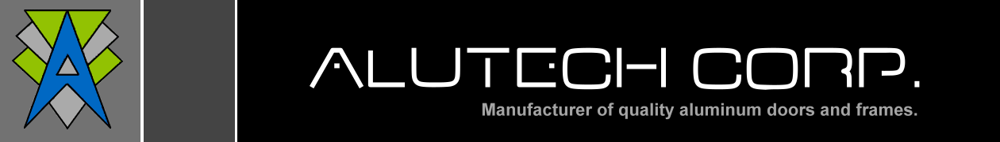 ALUTECH CORP.
Manufacturer of quality aluminum doors and frames.